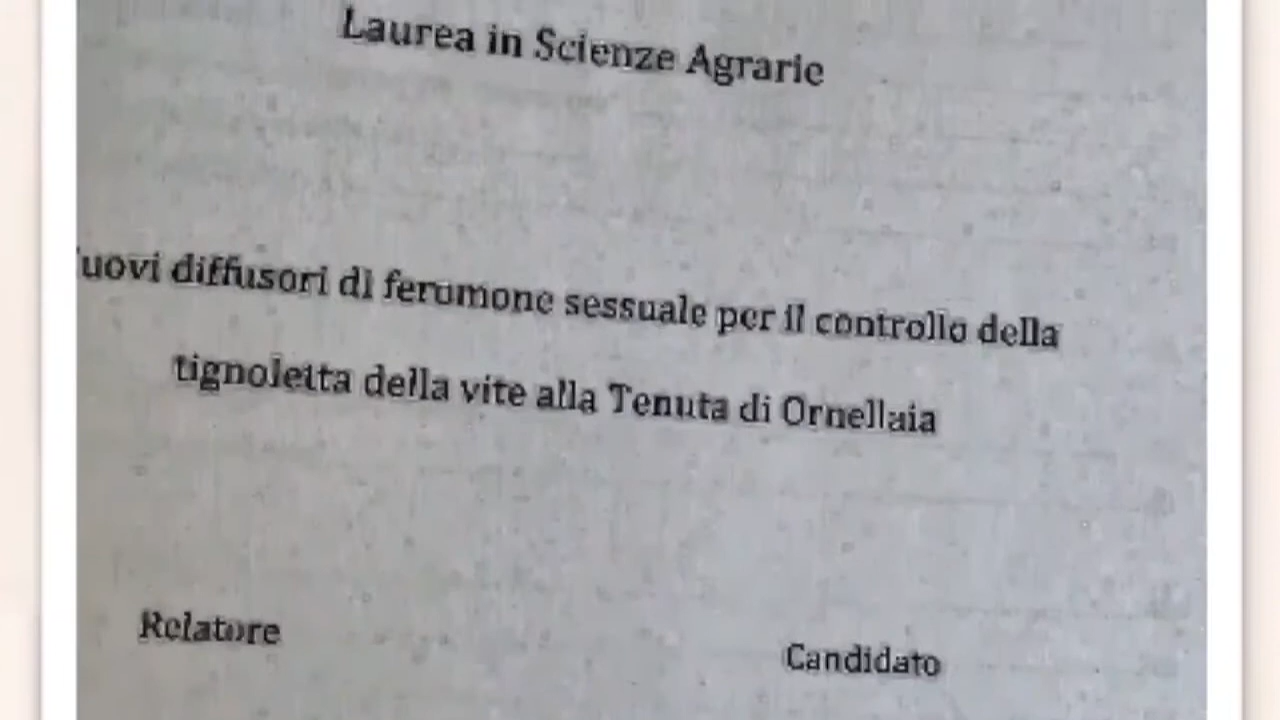 Laurea in Scienze Agrarie
uovi diffusori di feromone sessuale per il controllo della
tignoletta della vite alla Tenuta di Ornellaia
Relatore
Candidato